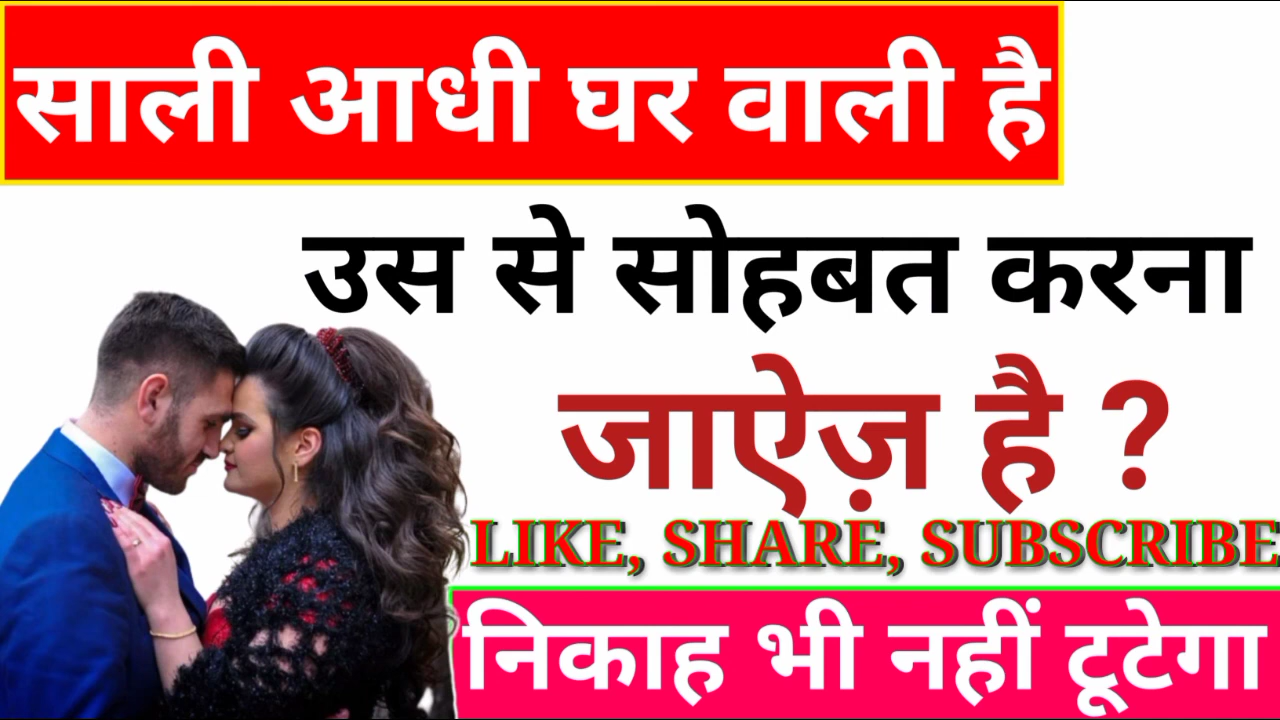 साली आधी घर वाली है
उस से सोहबत करना
जाऐज़ है ?
LIKE, SHARE, SUBSCRIBE
निकाह भी नहीं टूटेगा